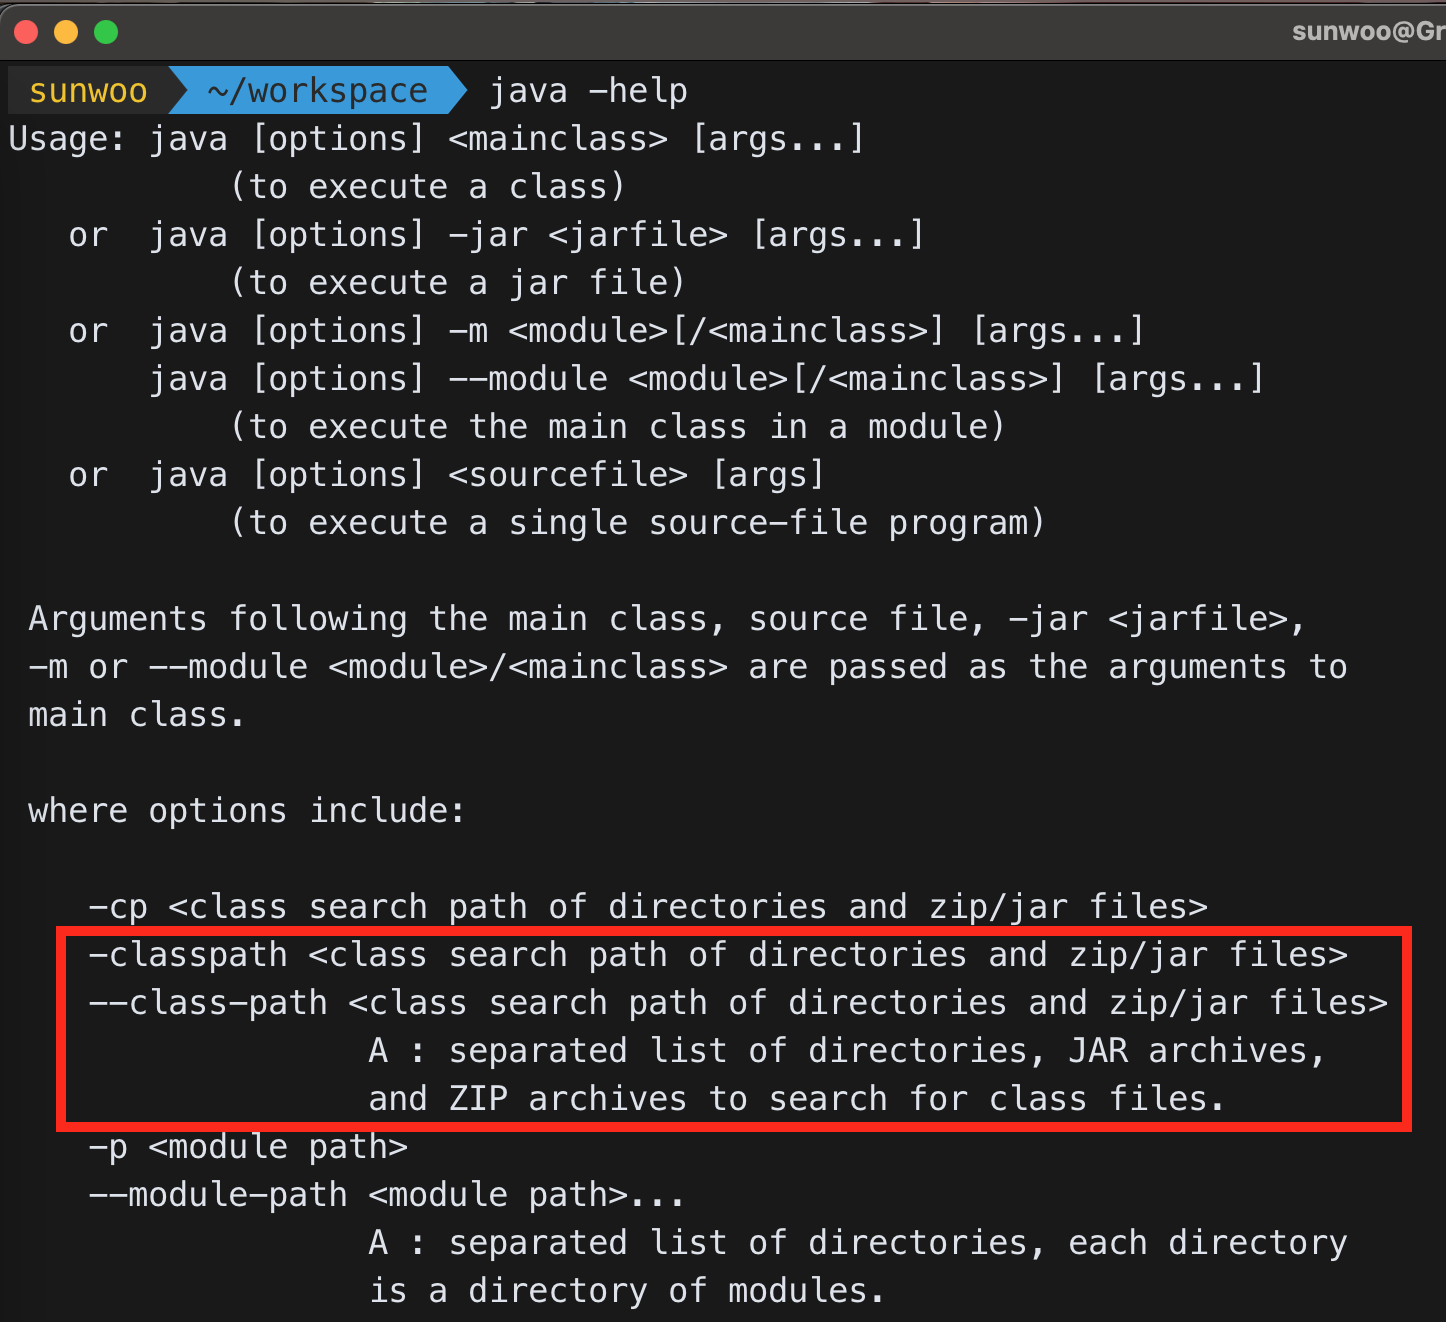 sunwoo@Gr
sunwoo ~/workspace java -help
Usage: java [options] <mainclass> [args...]
(to execute a class)
or java [options] -jar <jarfile> [args...]
(to execute a jar file)
or java [options] -m <module>[/<mainclass>] [args...]
java [options] --module <module>[/<mainclass>] [args...]
(to execute the main class in a module)
or java [options] <sourcefile> [args]
(to execute a single source-file program)
Arguments following the main class, source file, -jar <jarfile>,
-m or --module <module>/<mainclass> are passed as the arguments to
main class.
where options include:
-cp <class search path of directories and zip/jar files>
-classpath <class search path of directories and zip/jar files>
--class-path <class search path of directories and zip/jar files>
A : separated list of directories, JAR archives,
and ZIP archives to search for class files.
-p <module path>
--module-path <module path>...
A : separated list of directories, each directory
is a directory of modules.